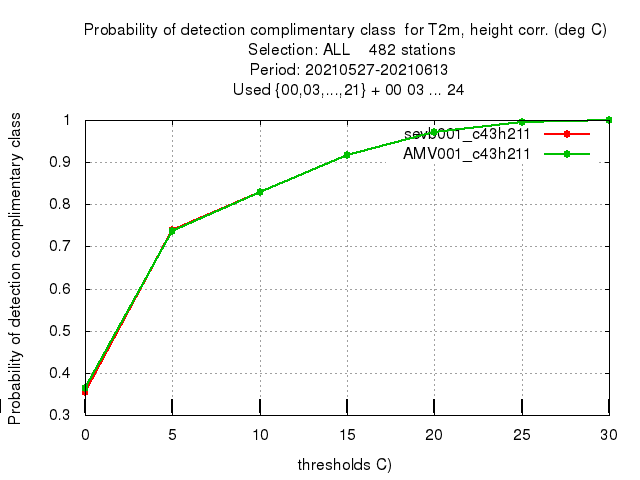 Probability of detection complimentary class  for T2m, height corr. (deg C)
Selection: ALL    482 stations
Period: 20210527-20210613
Used {00,03,...,21} + 00 03 ... 24
Probability of detection complimentary class
1
0.9
0.8
0.7
0.6
0.5
0.4
0.3
sevb001_c43h211
AMV001_c43h211
0
5
10
15
20
25
30
thresholds C)